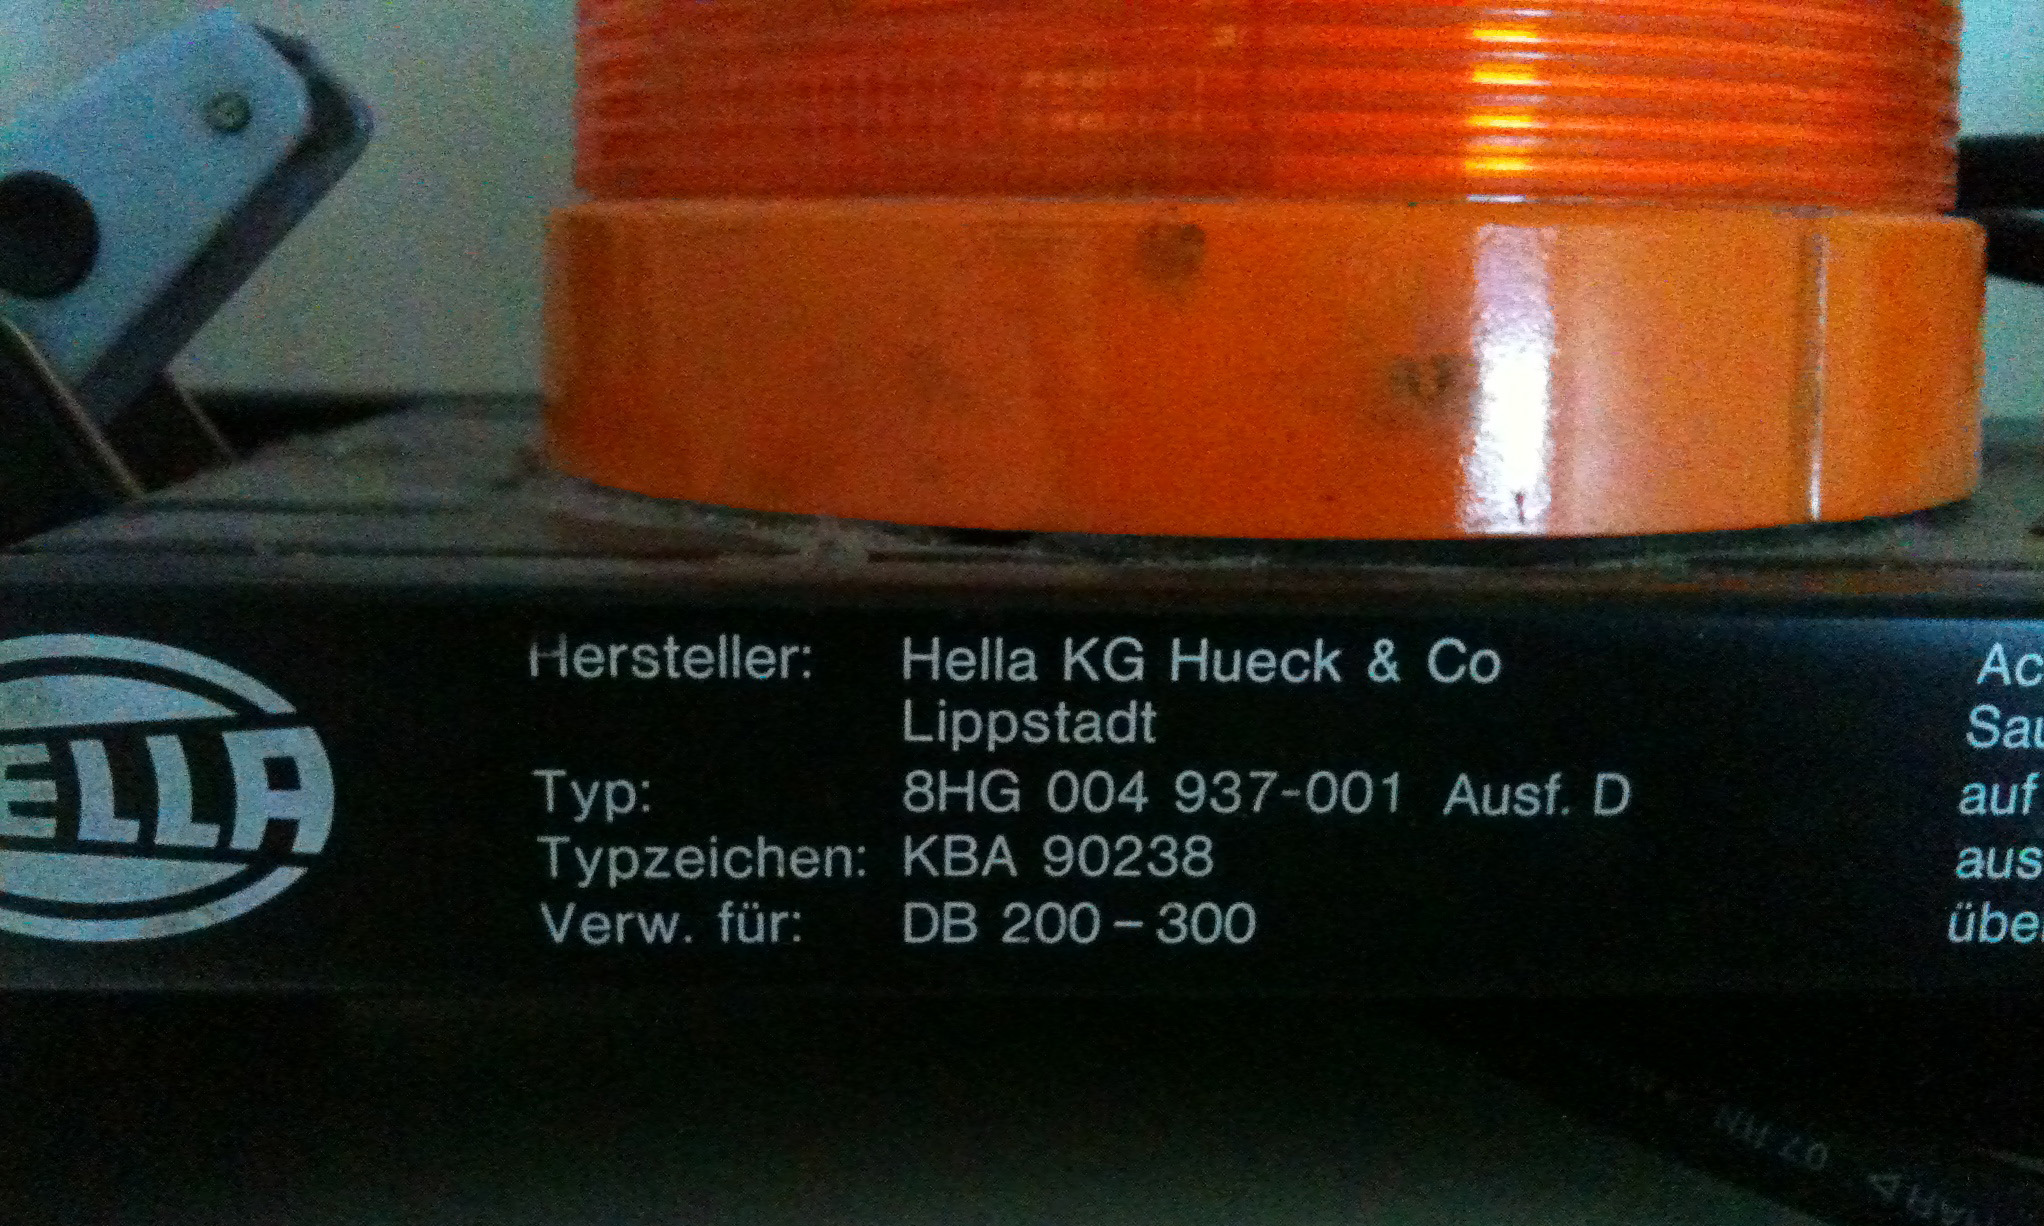 ELLA
Hersteller: Hella KG Hueck & Co
Lippstadt
Typ: 8HG 004 937-001 Ausf. D
Typzeichen: KBA 90238
Verw. für: DB 200 – 300
Ac
Sau
auf
aus
übe